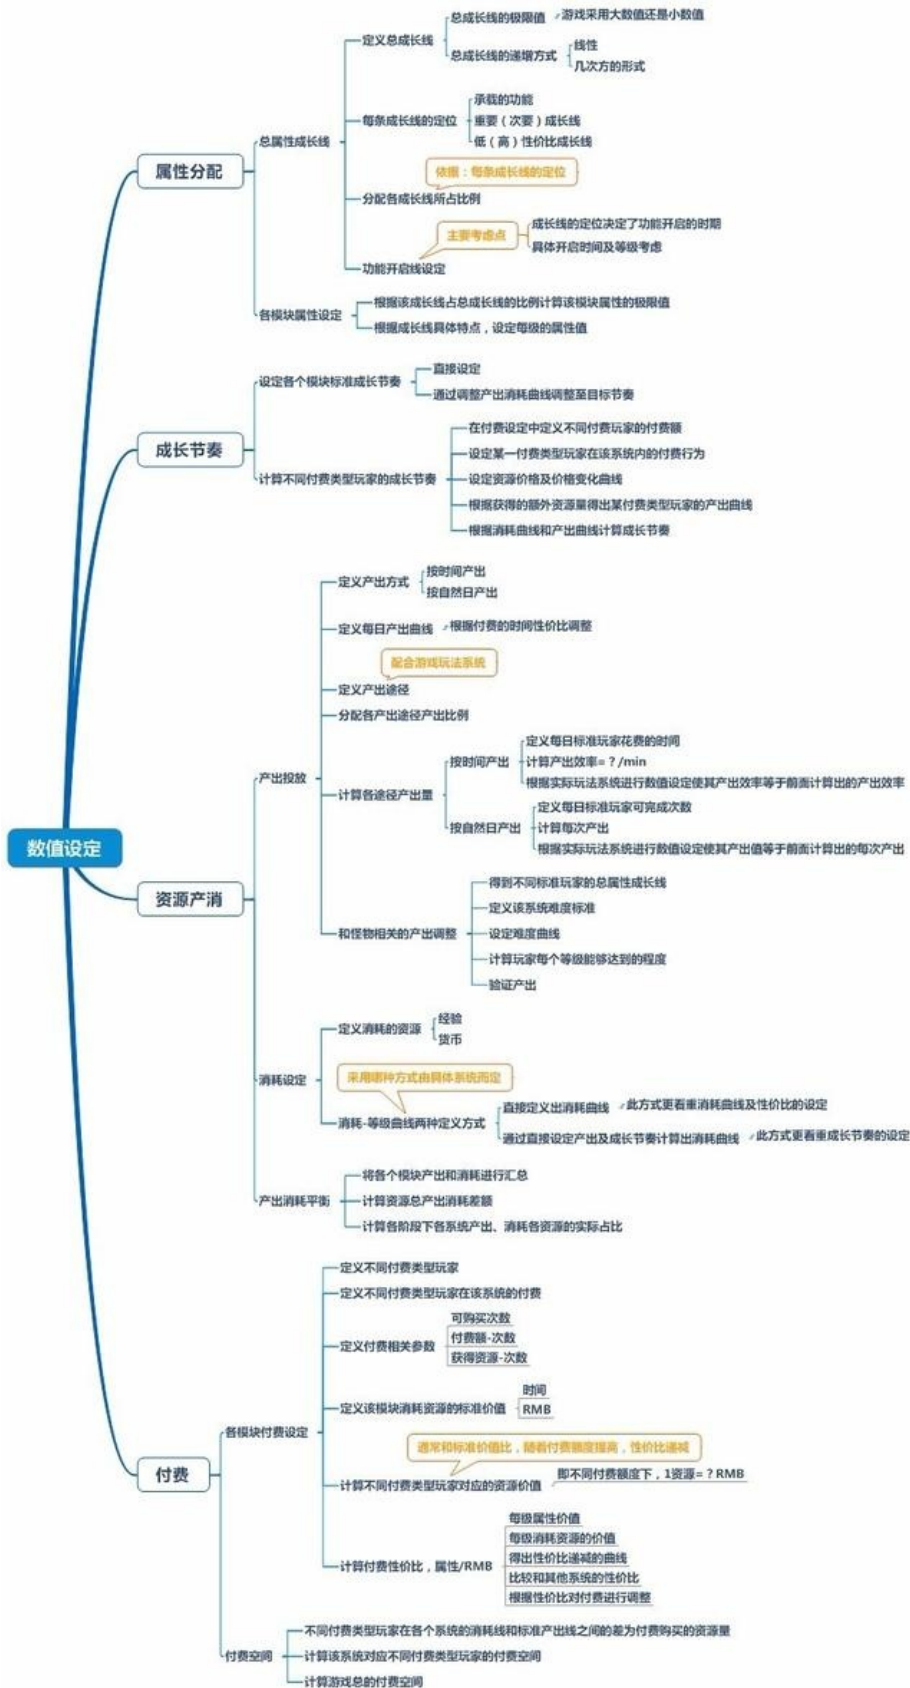 数值设定
属性分配
总属性成长线
定义总成长线
总成长线的极限值
游戏采用大数值还是小数值
总成长线的递增方式
线性
几次方的形式
每条成长线的定位
承载的功能
重要（次要）成长线
低（高）性价比成长线
依据：每条成长线的定位
分配各成长线所占比例
主要考虑点
成长线的定位决定了功能开启的时期
具体开启时间及等级考虑
功能开启线设定
各模块属性设定
根据该成长线占总成长线的比例计算该模块属性的极限值
根据成长线具体特点，设定每级的属性值
成长节奏
设定各个模块标准成长节奏
直接设定
通过调整产出消耗曲线调整至目标节奏
计算不同付费类型玩家的成长节奏
在付费设定中定义不同付费玩家的付费额
设定某一付费类型玩家在该系统内的付费行为
设定资源价格及价格变化曲线
根据获得的额外资源量得出某付费类型玩家的产出曲线
根据消耗曲线和产出曲线计算成长节奏
资源产消
产出投放
定义产出方式
按时间产出
按自然日产出
定义每日产出曲线
根据付费的时间性价比调整
配合游戏玩法系统
定义产出途径
分配各产出途径产出比例
计算各途径产出量
按时间产出
定义每日标准玩家花费的时间
计算产出效率=？/min
根据实际玩法系统进行数值设定使其产出效率等于前面计算出的产出效率
按自然日产出
定义每日标准玩家可完成次数
计算每次产出
根据实际玩法系统进行数值设定使其产出值等于前面计算出的每次产出
和怪物相关的产出调整
得到不同标准玩家的总属性成长线
定义该系统难度标准
设定难度曲线
计算玩家每个等级能够达到的程度
验证产出
消耗设定
定义消耗的资源
经验
货币
采用哪种方式由具体系统而定
消耗-等级曲线两种定义方式
直接定义出消耗曲线
此方式更看重消耗曲线及性价比的设定
通过直接设定产出及成长节奏计算出消耗曲线
此方式更看重成长节奏的设定
产出消耗平衡
将各个模块产出和消耗进行汇总
计算资源总产出消耗差额
计算各阶段下各系统产出、消耗各资源的实际占比
付费
各模块付费设定
定义不同付费类型玩家
定义不同付费类型玩家在该系统的付费
定义付费相关参数
可购买次数
付费额-次数
获得资源-次数
定义该模块消耗资源的标准价值
时间
RMB
通常和标准价值比，随着付费额度提高，性价比递减
计算不同付费类型玩家对应的资源价值
即不同付费额度下，1资源=？RMB
计算付费性价比，属性/RMB
每级属性价值
每级消耗资源的价值
得出性价比递减的曲线
比较和其他系统的性价比
根据性价比对付费进行调整
付费空间
不同付费类型玩家在各个系统的消耗线和标准产出线之间的差为付费购买的资源量
计算该系统对应不同付费类型玩家的付费空间
计算游戏总的付费空间